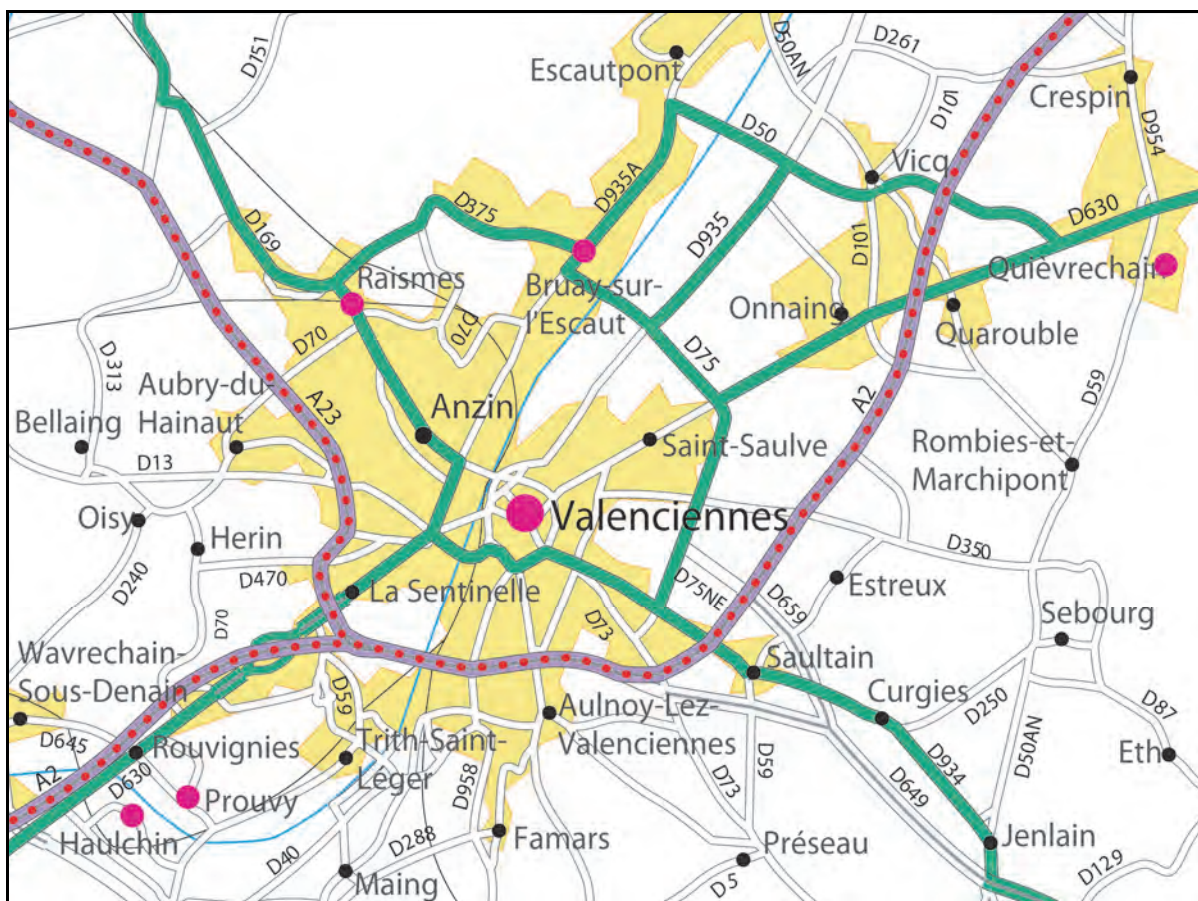 D151
D50AN
D261
Escautpont
Crespin
D101
D50
Vicq
D954
D935A
D375
D169
D935
D101
D630
Raismes
Quièvrechain
Bruay-sur-
l'Escaut
Onnaing
Quarouble
D70
D70
D313
Aubry-du-
Hainaut
A23
Anzin
D75
A2
D59
Bellaing
Saint-Saulve
Rombies-et-
Marchipont
D13
Oisy
Valenciennes
Herin
D350
D240
D470
La Sentinelle
D75NE
D659
Estreux
D70
D73
Sebourg
Wavrechain-
Sous-Denain
Saultain
D59
Curgies
D250
D87
D645
Rouvignies
Trith-Saint-
Léger
Aulnoy-Lez-
Valenciennes
D50AN
Eth
A2
D630
Prouvy
D958
D73
D59
D934
D649
Haulchin
D40
D288
Famars
Préseau
Jenlain
Maing
D5
D129